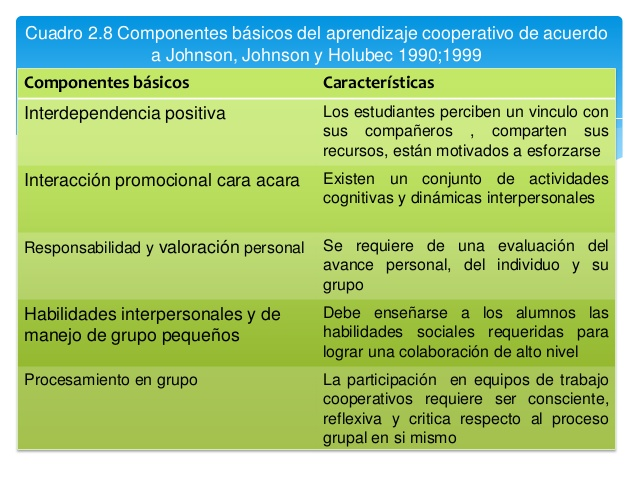 Cuadro 2.8 Componentes básicos del aprendizaje cooperativo de acuerdo
a Johnson, Johnson y Holubec 1990;1999
Componentes básicos Características
Interdependencia positiva
Los estudiantes perciben un vinculo con
sus compañeros , comparten sus
recursos, están motivados a esforzarse
Interacción promocional cara acara
Existen un conjunto de actividades
cognitivas y dinámicas interpersonales
Responsabilidad y valoración personal
Se requiere de una evaluación del
avance personal, del individuo y su
grupo
Habilidades interpersonales y de
manejo de grupo pequeños
Debe enseñarse a los alumnos las
habilidades sociales requeridas para
lograr una colaboración de alto nivel
Procesamiento en grupo
La participación en equipos de trabajo
cooperativos requiere ser consciente,
reflexiva y critica respecto al proceso
grupal en si mismo